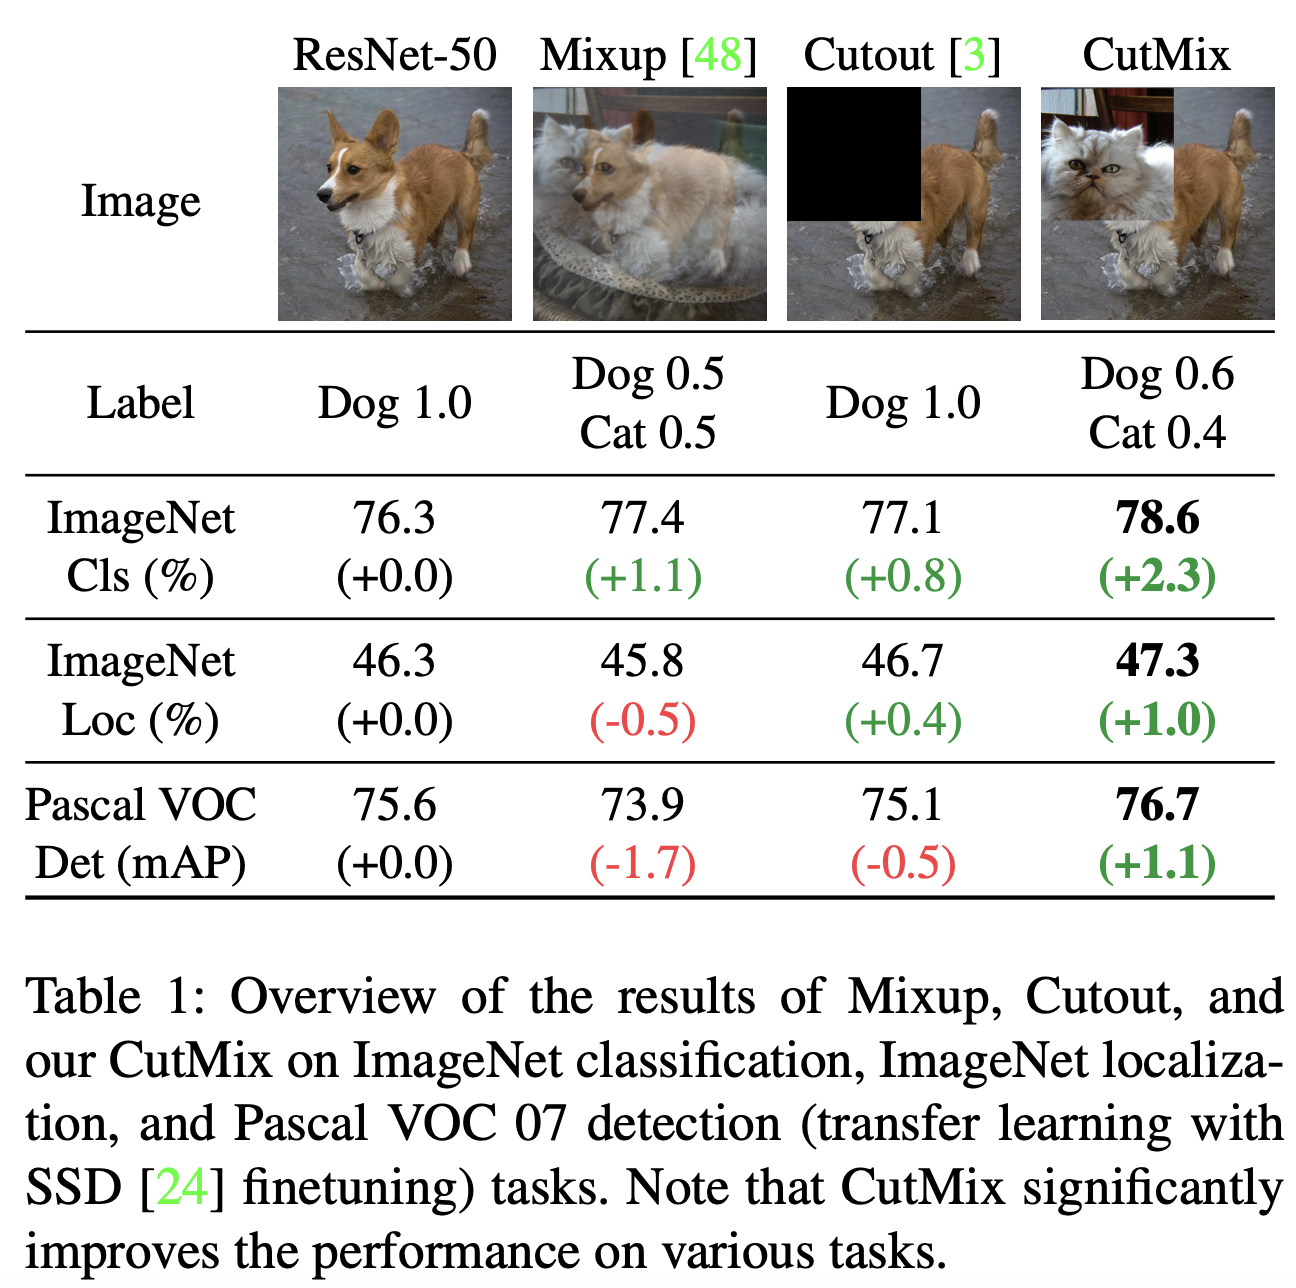 ResNet-50 Mixup [48] Cutout [3] CutMix
Image
Label Dog 1.0 Dog 0.5 Cat 0.5 Dog 1.0 Dog 0.6 Cat 0.4
ImageNet 76.3 77.4 77.1 78.6
Cls (%) (+0.0) (+1.1) (+0.8) (+2.3)
ImageNet 46.3 45.8 46.7 47.3
Loc (%) (+0.0) (-0.5) (+0.4) (+1.0)
Pascal VOC 75.6 73.9 75.1 76.7
Det (mAP) (+0.0) (-1.7) (-0.5) (+1.1)
Table 1: Overview of the results of Mixup, Cutout, and
our CutMix on ImageNet classification, ImageNet localiza-
tion, and Pascal VOC 07 detection (transfer learning with
SSD [24] finetuning) tasks. Note that CutMix significantly
improves the performance on various tasks.